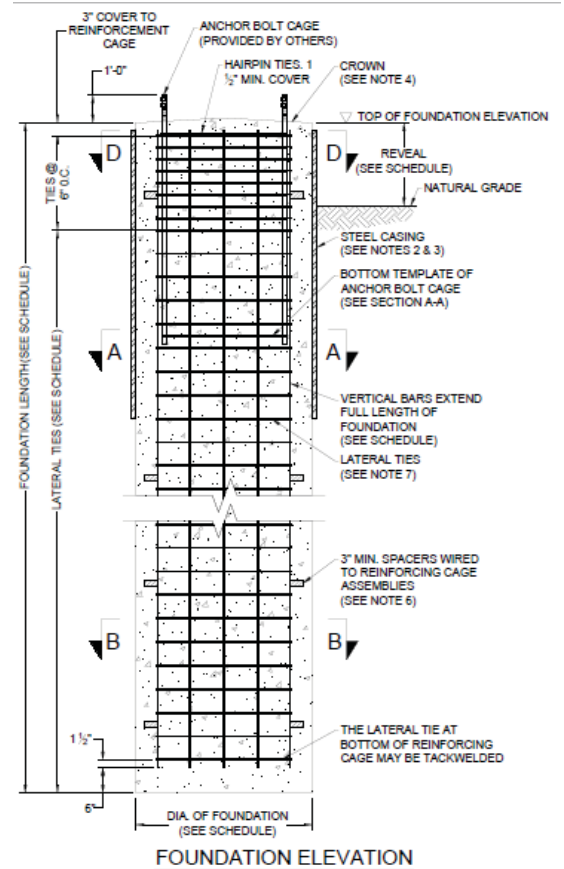 3" COVER TO
REINFORCEMENT
CAGE
ANCHOR BOLT CAGE
(PROVIDED BY OTHERS)
1'-0"
HAIRPIN TIES. 1
½" MIN. COVER
CROWN
(SEE NOTE 4)
TOP OF FOUNDATION ELEVATION
D
D
REVEAL
(SEE SCHEDULE)
TIES @
6" O.C.
NATURAL GRADE
STEEL CASING
(SEE NOTES 2 & 3)
BOTTOM TEMPLATE OF
ANCHOR BOLT CAGE
(SEE SECTION A-A)
A
A
FOUNDATION LENGTH(SEE SCHEDULE)
LATERAL TIES (SEE SCHEDULE)
VERTICAL BARS EXTEND
FULL LENGTH OF
FOUNDATION
(SEE SCHEDULE)
LATERAL TIES
(SEE NOTE 7)
3" MIN. SPACERS WIRED
TO REINFORCING CAGE
ASSEMBLIES
(SEE NOTE 6)
B
B
1 ½"
THE LATERAL TIE AT
BOTTOM OF REINFORCING
CAGE MAY BE TACKWELDED
6"
DIA. OF FOUNDATION
(SEE SCHEDULE)
FOUNDATION ELEVATION